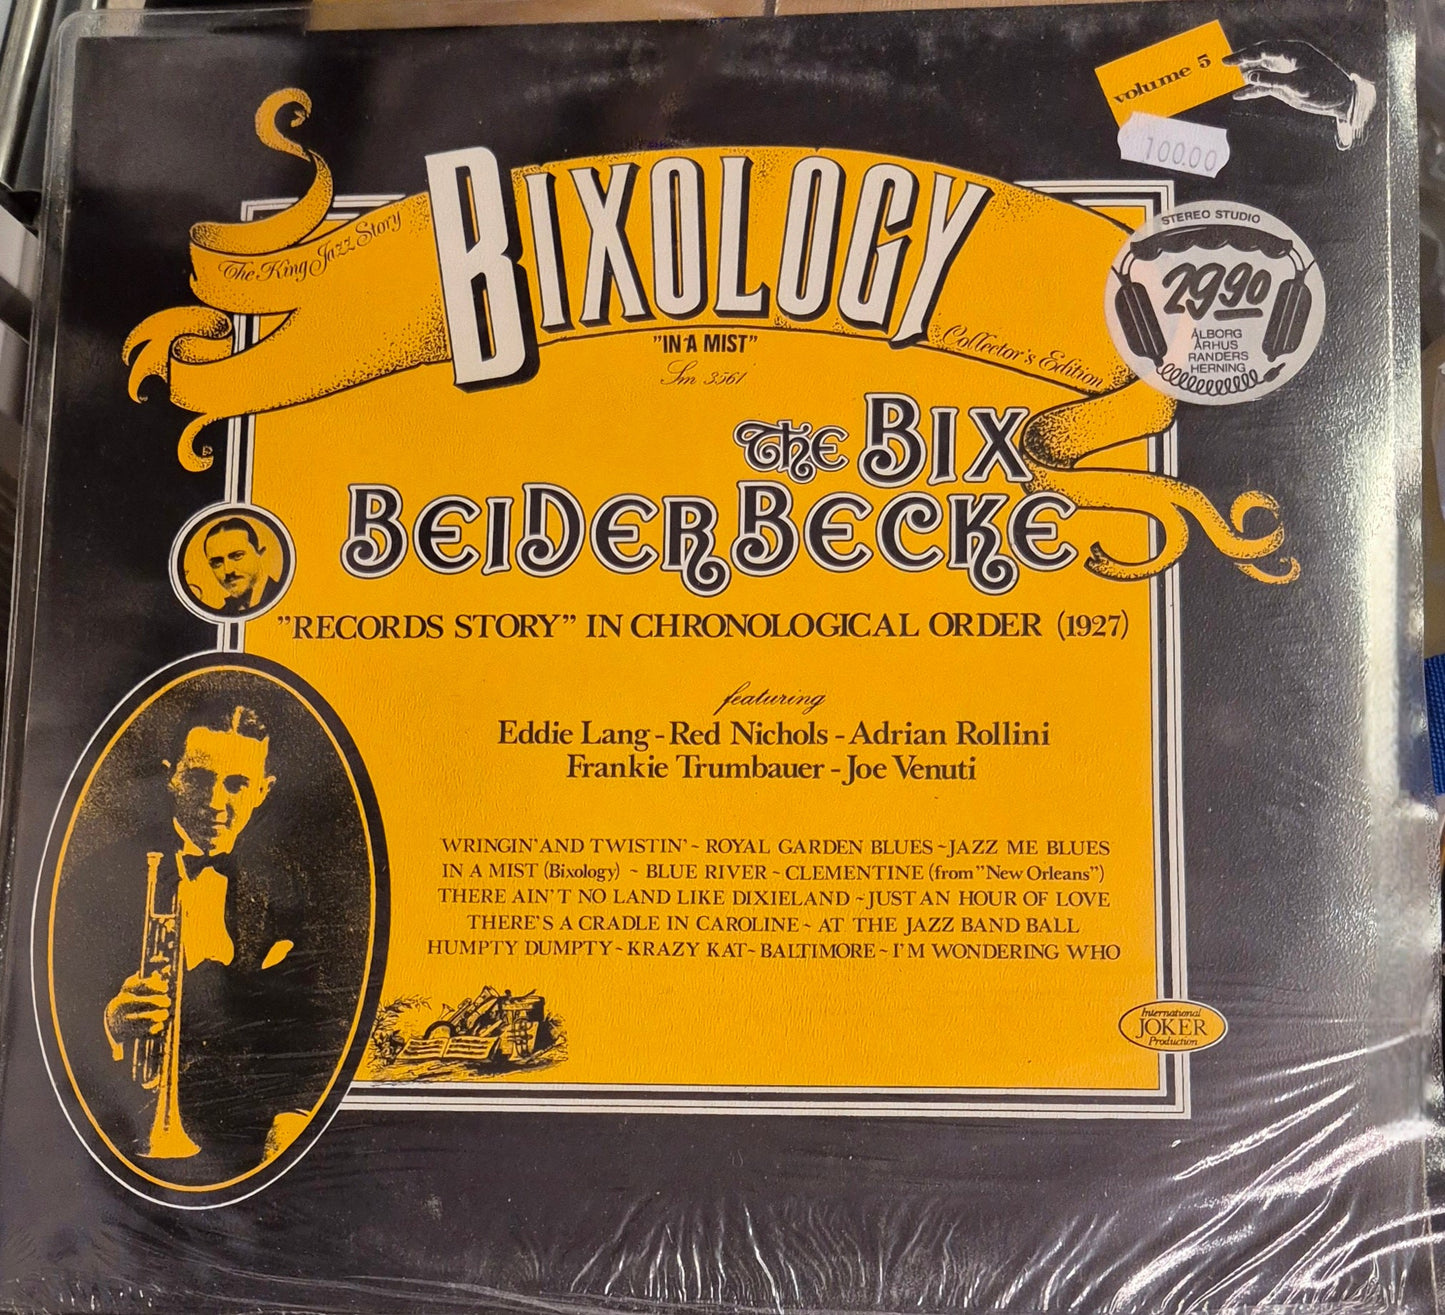 volume 5
100.00
STEREO STUDIO
29.90
ALBORG
ARHUS
RANDERS
HERNING
The King Jazz Story
BIXOLOGY
"IN A MIST"
Sm 3561
Collector's Edition
THE BIX
BEIDERBECKE
"RECORDS STORY" IN CHRONOLOGICAL ORDER (1927)
featuring
Eddie Lang - Red Nichols - Adrian Rollini
Frankie Trumbauer - Joe Venuti
WRINGIN' AND TWISTIN' ~ ROYAL GARDEN BLUES ~ JAZZ ME BLUES
IN A MIST (Bixology) ~ BLUE RIVER ~ CLEMENTINE (from "New Orleans")
THERE AIN'T NO LAND LIKE DIXIELAND ~ JUST AN HOUR OF LOVE
THERE'S A CRADLE IN CAROLINE ~ AT THE JAZZ BAND BALL
HUMPTY DUMPTY ~ KRAZY KAT ~ BALTIMORE ~ I'M WONDERING WHO
International
JOKER
Production